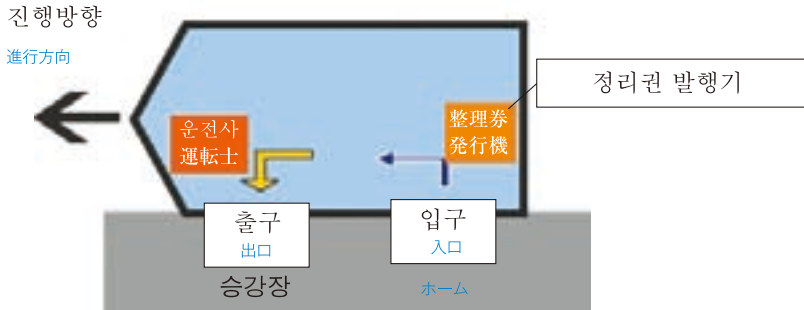 진행방향
進行方向
정리권 발행기
整理券
発行機
운전사
運転士
출구
出口
입구
入口
승강장
ホーム